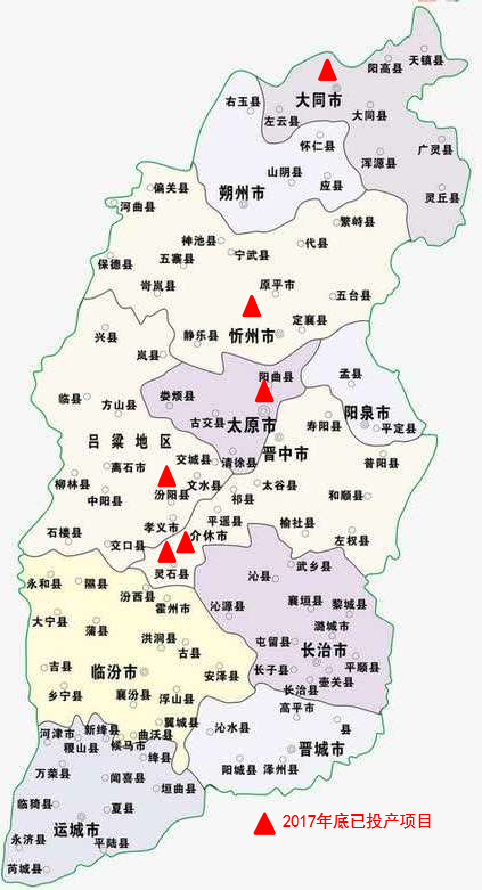 天镇县
阳高县
大同市
右玉县
左云县
大同县
怀仁县
广灵县
浑源县
山阴县
应县
朔州市
灵丘县
偏关县
河曲县
繁峙县
神池县
代县
宁武县
五寨县
保德县
岢岚县
原平市
五台县
定襄县
静乐县
忻州市
兴县
岚县
阳曲县
孟县
娄烦县
临县
方山县
古交县
太原市
阳泉市
寿阳县
平定县
吕梁地区
晋中市
交城县
清徐县
昔阳县
离石市
柳林县
文水县
太谷县
中阳县
汾阳县
祁县
和顺县
平遥县
榆社县
孝义市
介休市
石楼县
交口县
左权县
灵石县
武乡县
永和县
隰县
沁县
汾西县
霍州市
沁源县
襄垣县
黎城县
大宁县
蒲县
潞城市
洪洞县
屯留县
古县
长治市
吉县
临汾市
安泽县
长子县
平顺县
壶关县
乡宁县
襄汾县
浮山县
长治县
高平市
翼城县
沁水县
县
河津市
新绛县
曲沃县
稷山县
侯马市
晋城市
绛县
万荣县
闻喜县
阳城县
泽州县
垣曲县
临猗县
夏县
运城市
永济县
平陆县
芮城县
2017年底已投产项目